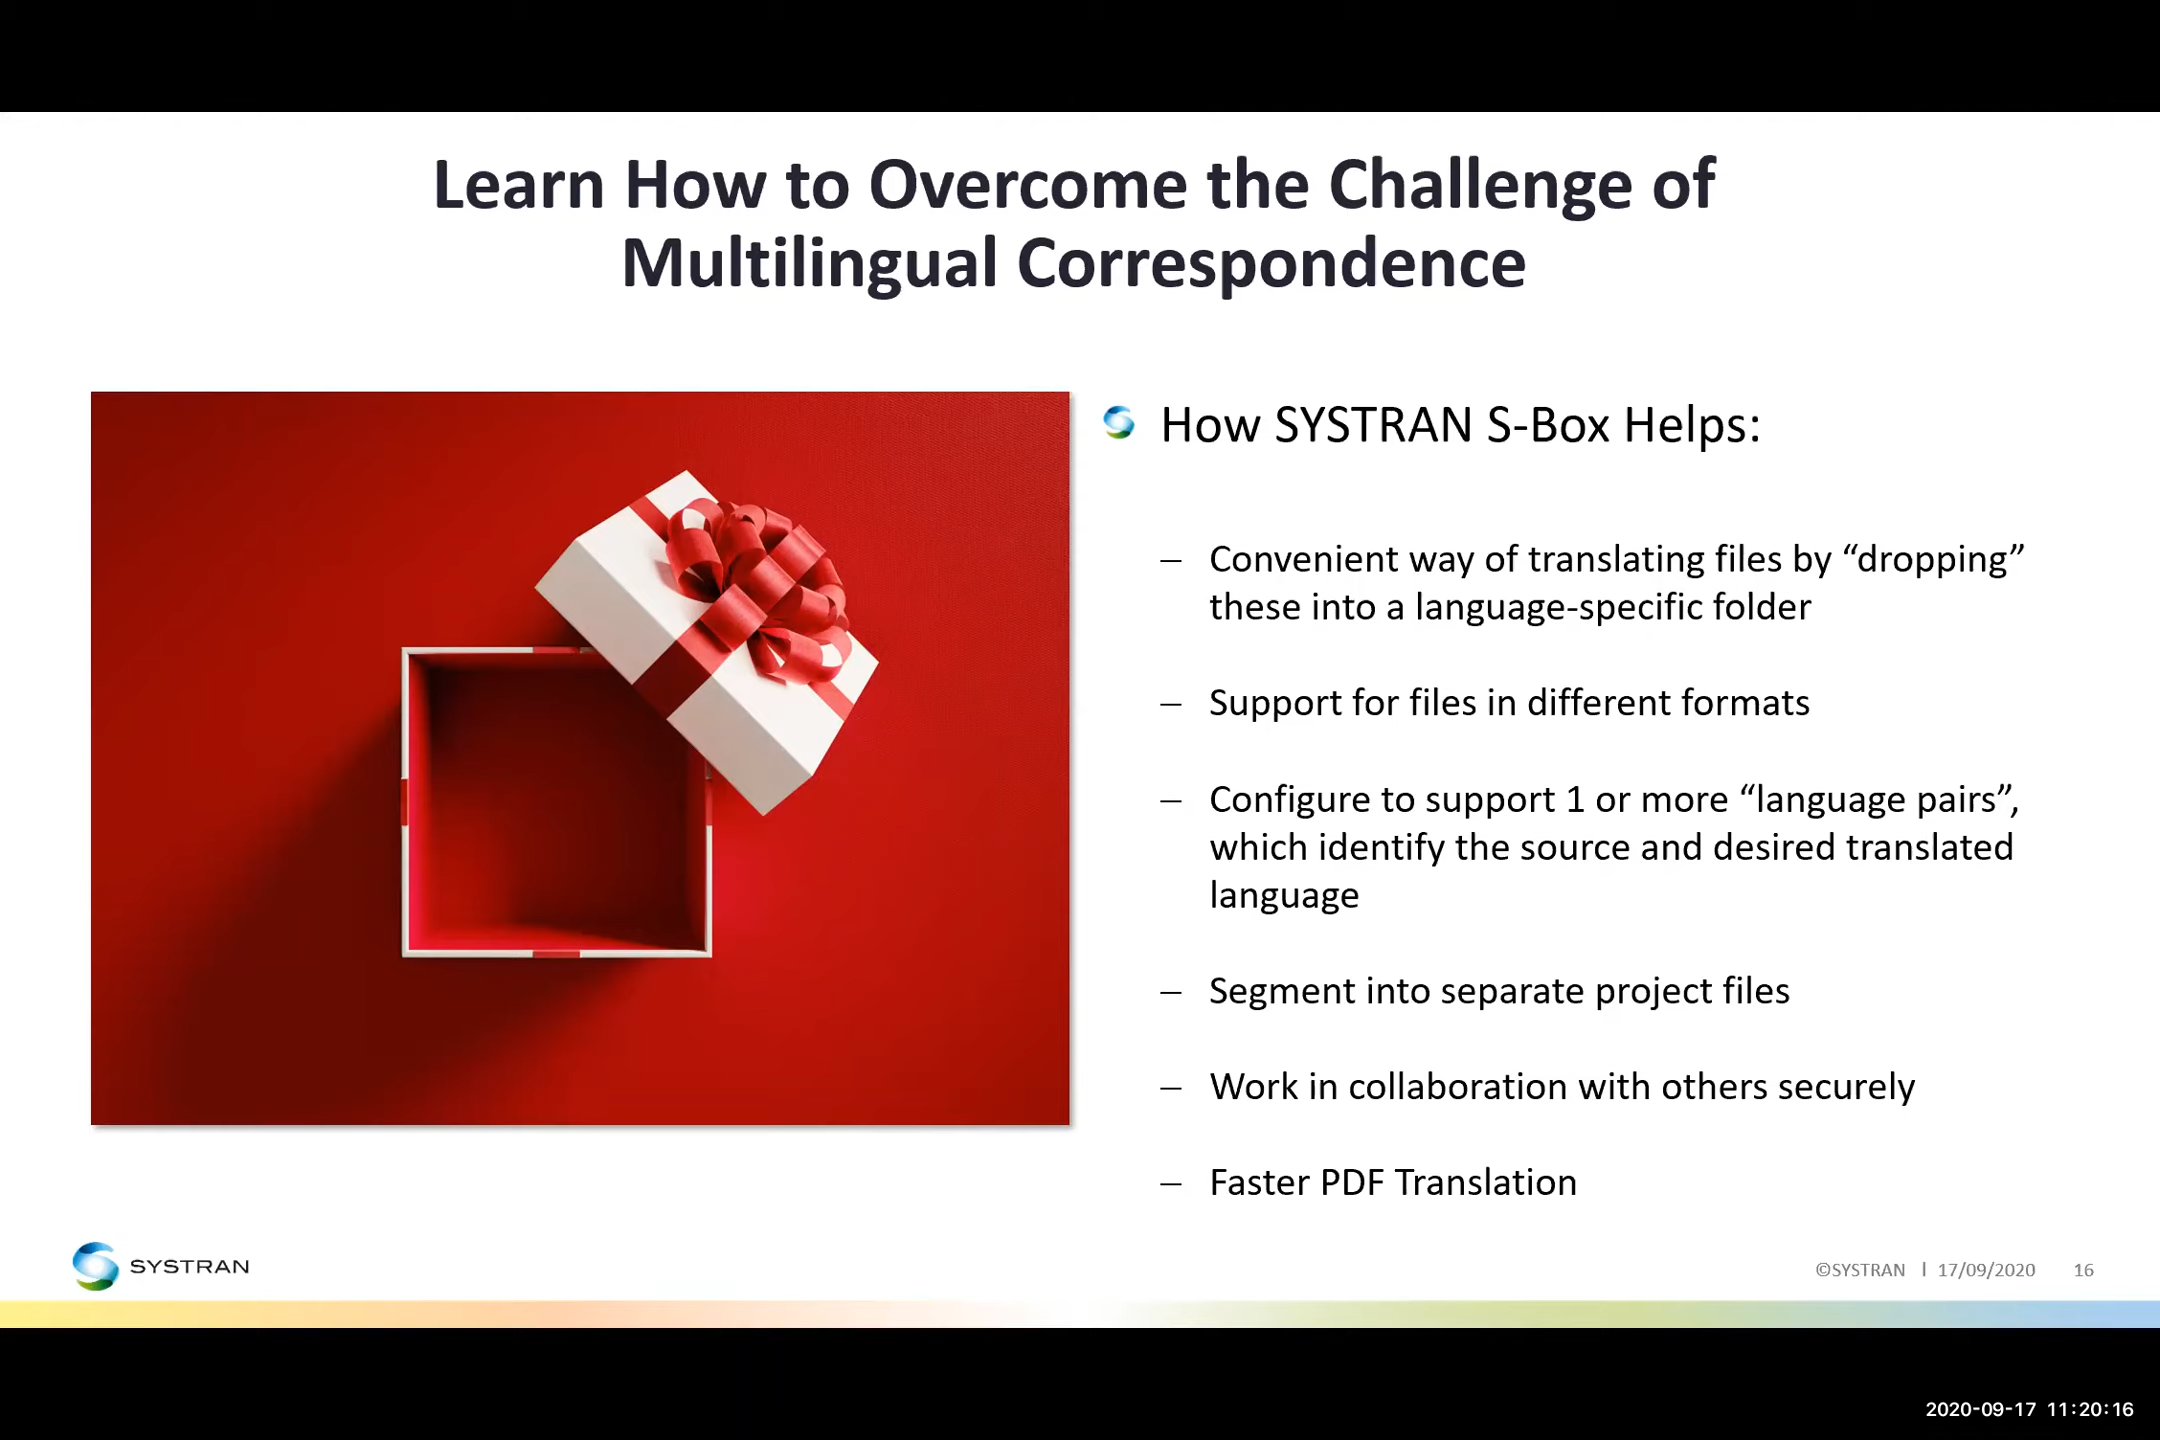 Learn How to Overcome the Challenge of
Multilingual Correspondence
How SYSTRAN S-Box Helps:
– Convenient way of translating files by “dropping”
these into a language-specific folder
– Support for files in different formats
– Configure to support 1 or more “language pairs”,
which identify the source and desired translated
language
– Segment into separate project files
– Work in collaboration with others securely
– Faster PDF Translation
SYSTRAN
©SYSTRAN | 17/09/2020 16
2020-09-17 11:20:16